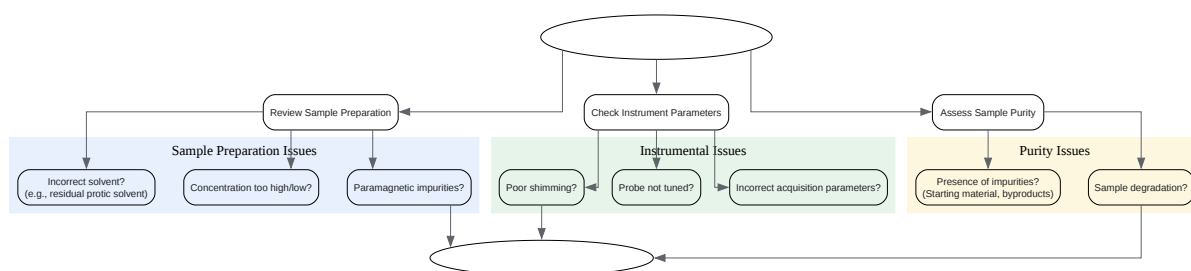 Review Sample Preparation
Check Instrument Parameters
Assess Sample Purity
Sample Preparation Issues
Instrumental Issues
Purity Issues
Incorrect solvent?
(e.g., residual protic solvent)
Concentration too high/low?
Paramagnetic impurities?
Poor shimming?
Probe not tuned?
Incorrect acquisition parameters?
Presence of impurities?
(Starting material, byproducts)
Sample degradation?